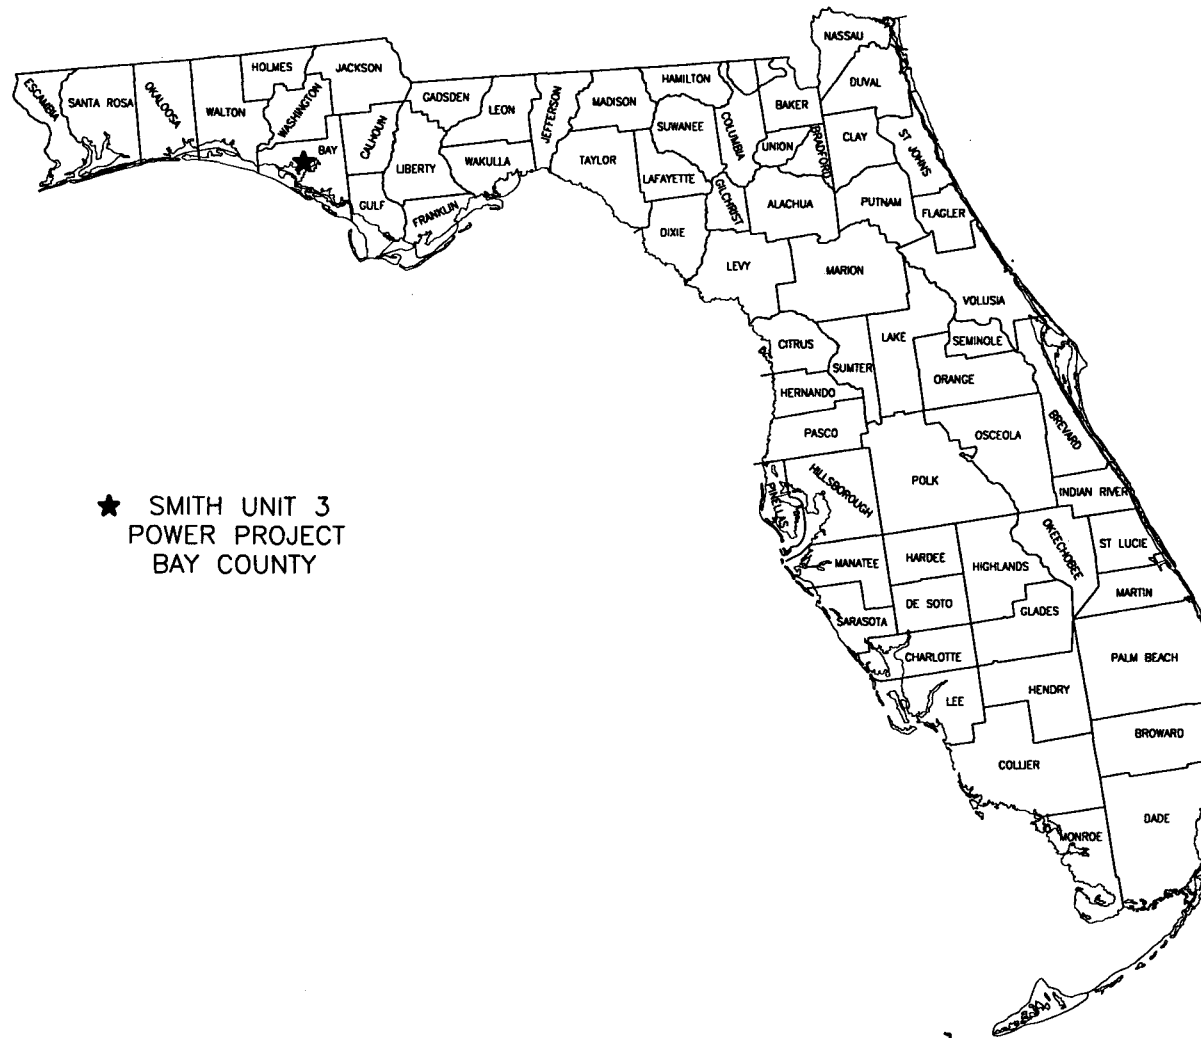 NASSAU
HOLMES
JACKSON
ESCAMBIA
SANTA ROSA
OKALOOSA
WALTON
WASHINGTON
GADSDEN
LEON
JEFFERSON
MADISON
HAMILTON
BAKER
DUVAL
BAY
CALHOUN
LIBERTY
WAKULLA
TAYLOR
SUWANEE
COLUMBIA
UNION
BRADFORD
CLAY
ST JOHNS
GULF
FRANKLIN
LAFAYETTE
DIXIE
GILCHRIST
ALACHUA
PUTNAM
FLAGLER
LEVY
MARION
VOLUSIA
CITRUS
SUMTER
LAKE
SEMINOLE
HERNANDO
ORANGE
PASCO
OSCEOLA
BREVARD
PINELLAS
HILLSBOROUGH
POLK
INDIAN RIVER
SMITH UNIT 3
POWER PROJECT
BAY COUNTY
MANATEE
HARDEE
HIGHLANDS
OKEECHOBEE
ST LUCIE
SARASOTA
DE SOTO
GLADES
MARTIN
CHARLOTTE
PALM BEACH
LEE
HENDRY
BROWARD
COLLIER
DADE
MONROE